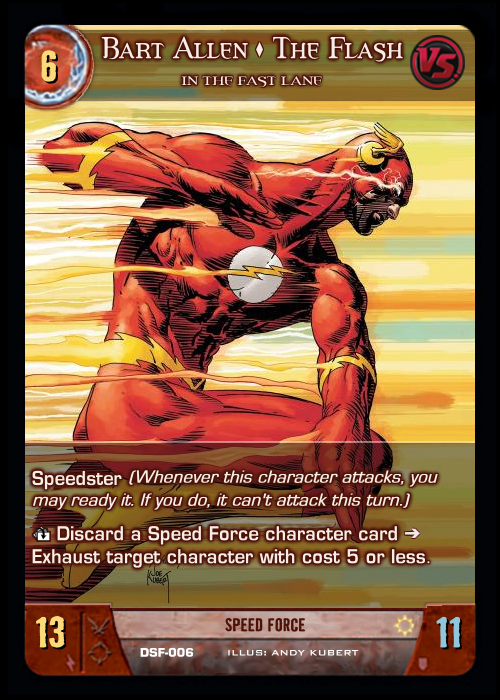 6
BART ALLEN ♦ THE FLASH
IN THE FAST LANE
VS.
Speedster (Whenever this character attacks, you
may ready it. If you do, it can't attack this turn.)
Discard a Speed Force character card →
Exhaust target character with cost 5 or less.
JOE
KUBERT
13
SPEED FORCE
11
DSF-006
ILLUS: ANDY KUBERT